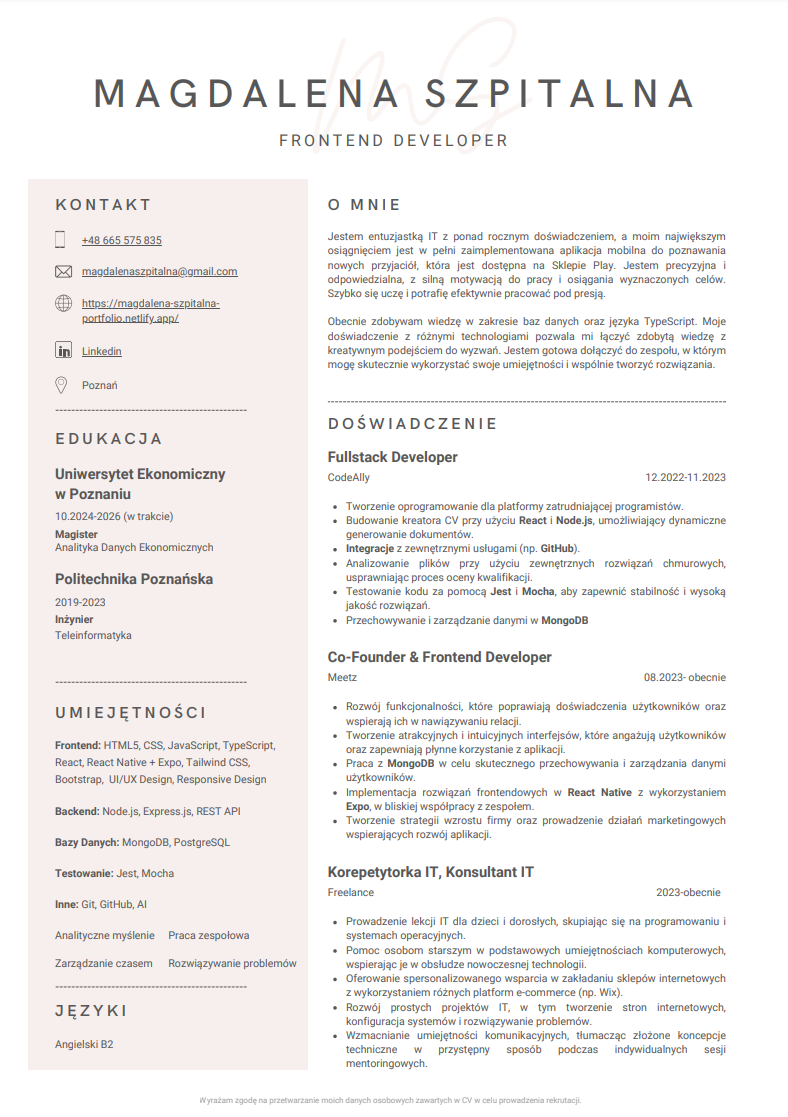 MAGDALENA SZPITALNA
FRONTEND DEVELOPER
KONTAKT
+48 665 575 835
magdalenaszpitalna@gmail.com
https://magdalena-szpitalna-
portfolio.netlify.app/
in
Linkedin
Poznań
EDUKACJA
Uniwersytet Ekonomiczny
w Poznaniu
10.2024-2026 (w trakcie)
Magister
Analityka Danych Ekonomicznych
Politechnika Poznańska
2019-2023
Inżynier
Teleinformatyka
UMIEJĘTNOŚCI
Frontend: HTML5, CSS, JavaScript, TypeScript,
React, React Native + Expo, Tailwind CSS,
Bootstrap, UI/UX Design, Responsive Design
Backend: Node.js, Express.js, REST API
Bazy Danych: MongoDB, PostgreSQL
Testowanie: Jest, Mocha
Inne: Git, GitHub, AI
Analityczne myślenie Praca zespołowa
Zarządzanie czasem Rozwiązywanie problemów
JĘZYKI
Angielski B2
O MNIE
Jestem entuzjastką IT z ponad rocznym doświadczeniem, a moim największym
osiągnięciem jest w pełni zaimplementowana aplikacja mobilna do poznawania
nowych przyjaciół, która jest dostępna na Sklepie Play. Jestem precyzyjna i
odpowiedzialna, z silną motywacją do pracy i osiągania wyznaczonych celów.
Szybko się uczę i potrafię efektywnie pracować pod presją.
Obecnie zdobywam wiedzę w zakresie baz danych oraz języka TypeScript. Moje
doświadczenie z różnymi technologiami pozwala mi łączyć zdobytą wiedzę z
kreatywnym podejściem do wyzwań. Jestem gotowa dołączyć do zespołu, w którym
mogę skutecznie wykorzystać swoje umiejętności i wspólnie tworzyć rozwiązania.
DOŚWIADCZENIE
Fullstack Developer
CodeAlly 12.2022-11.2023
• Tworzenie oprogramowanie dla platformy zatrudniającej programistów.
• Budowanie kreatora CV przy użyciu React i Node.js, umożliwiający dynamiczne
generowanie dokumentów.
• Integracje z zewnętrznymi usługami (np. GitHub).
• Analizowanie plików przy użyciu zewnętrznych rozwiązań chmurowych,
usprawniając proces oceny kwalifikacji.
• Testowanie kodu za pomocą Jest i Mocha, aby zapewnić stabilność i wysoką
jakość rozwiązań.
• Przechowywanie i zarządzanie danymi w MongoDB
Co-Founder & Frontend Developer
Meetz 08.2023- obecnie
• Rozwój funkcjonalności, które poprawiają doświadczenia użytkowników oraz
wspierają ich w nawiązywaniu relacji.
• Tworzenie atrakcyjnych i intuicyjnych interfejsów, które angażują użytkowników
oraz zapewniają płynne korzystanie z aplikacji.
• Praca z MongoDB w celu skutecznego przechowywania i zarządzania danymi
użytkowników.
• Implementacja rozwiązań frontendowych w React Native z wykorzystaniem
Expo, w bliskiej współpracy z zespołem.
• Tworzenie strategii wzrostu firmy oraz prowadzenie działań marketingowych
wspierających rozwój aplikacji.
Korepetytorka IT, Konsultant IT
Freelance 2023-obecnie
• Prowadzenie lekcji IT dla dzieci i dorosłych, skupiając się na programowaniu i
systemach operacyjnych.
• Pomoc osobom starszym w podstawowych umiejętnościach komputerowych,
wspierając je w obsłudze nowoczesnej technologii.
• Oferowanie spersonalizowanego wsparcia w zakładaniu sklepów internetowych
z wykorzystaniem różnych platform e-commerce (np. Wix).
• Rozwój prostych projektów IT, w tym tworzenie stron internetowych,
konfiguracja systemów i rozwiązywanie problemów.
• Wzmacnianie umiejętności komunikacyjnych, tłumacząc złożone koncepcje
techniczne w przystępny sposób podczas indywidualnych sesji
mentoringowych.
Wyrażam zgodę na przetwarzanie moich danych osobowych zawartych w CV w celu prowadzenia rekrutacji.